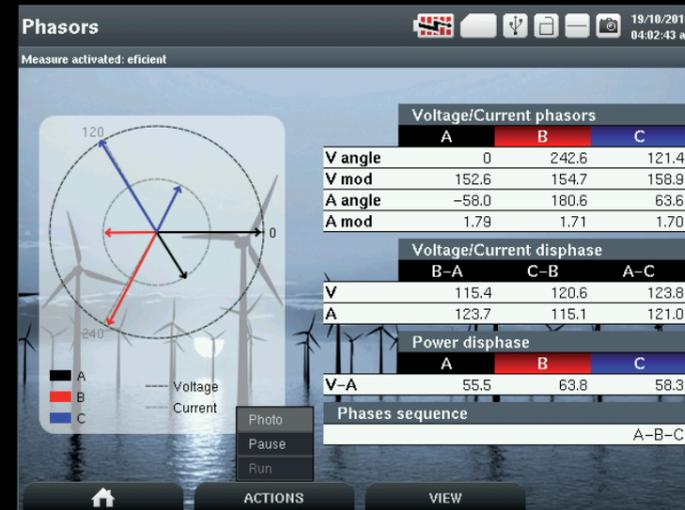 Phasors
19/10/201
04:02:43 a
Measure activated: eficient
120
0
240
A
B
C
Voltage
Current
Voltage/Current phasors
A B C
V angle 0 242.6 121.4
V mod 152.6 154.7 158.9
A angle -58.0 180.6 63.6
A mod 1.79 1.71 1.70
Voltage/Current disphase
B-A C-B A-C
V 115.4 120.6 123.8
A 123.7 115.1 121.0
Power disphase
A B C
V-A 55.5 63.8 58.3
Phases sequence
A-B-C
Photo
Pause
Run
ACTIONS
VIEW